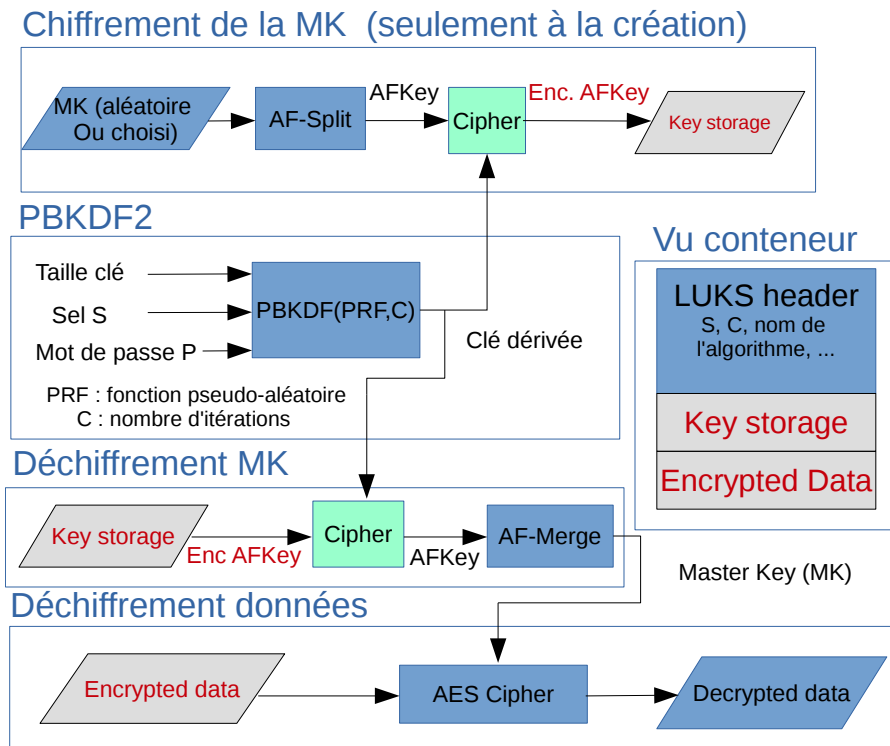 Chiffrement de la MK (seulement à la création)
MK (aléatoire
Ou choisi)
AF-Split
AFKey
Cipher
Enc. AFKey
Key storage
PBKDF2
Taille clé
Sel S
Mot de passe P
PBKDF(PRF,C)
Clé dérivée
PRF : fonction pseudo-aléatoire
C : nombre d'itérations
Vu conteneur
LUKS header
S, C, nom de
l'algorithme, ...
Key storage
Encrypted Data
Déchiffrement MK
Key storage
Enc AFKey
Cipher
AFKey
AF-Merge
Master Key (MK)
Déchiffrement données
Encrypted data
AES Cipher
Decrypted data